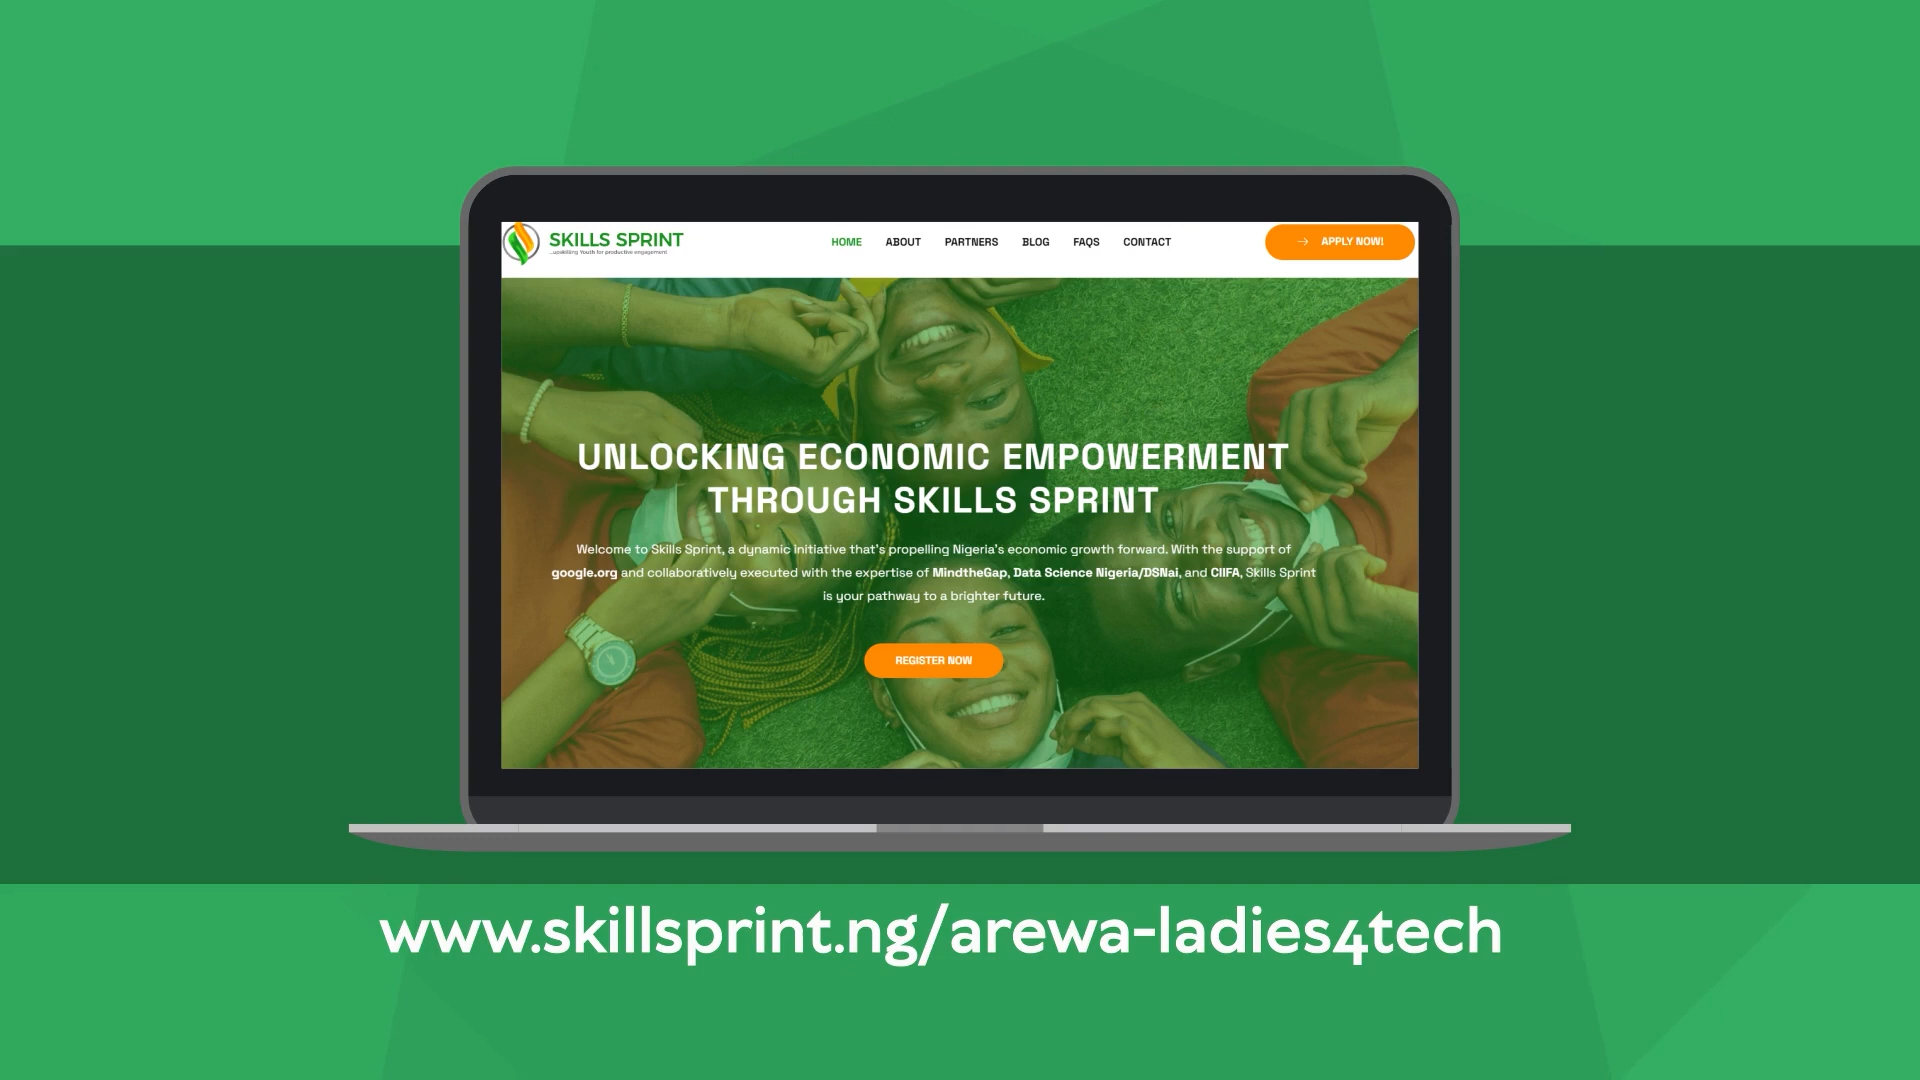 SKILLS SPRINT
...upskilling Youth for productive engagement
HOME ABOUT PARTNERS BLOG FAQS CONTACT
APPLY NOW!
UNLOCKING ECONOMIC EMPOWERMENT
THROUGH SKILLS SPRINT
Welcome to Skills Sprint, a dynamic initiative that's propelling Nigeria's economic growth forward. With the support of
google.org and collaboratively executed with the expertise of MindtheGap, Data Science Nigeria/DSNai, and CIIFA, Skills Sprint
is your pathway to a brighter future.
REGISTER NOW
www.skillsprint.ng/arewa-ladies4tech